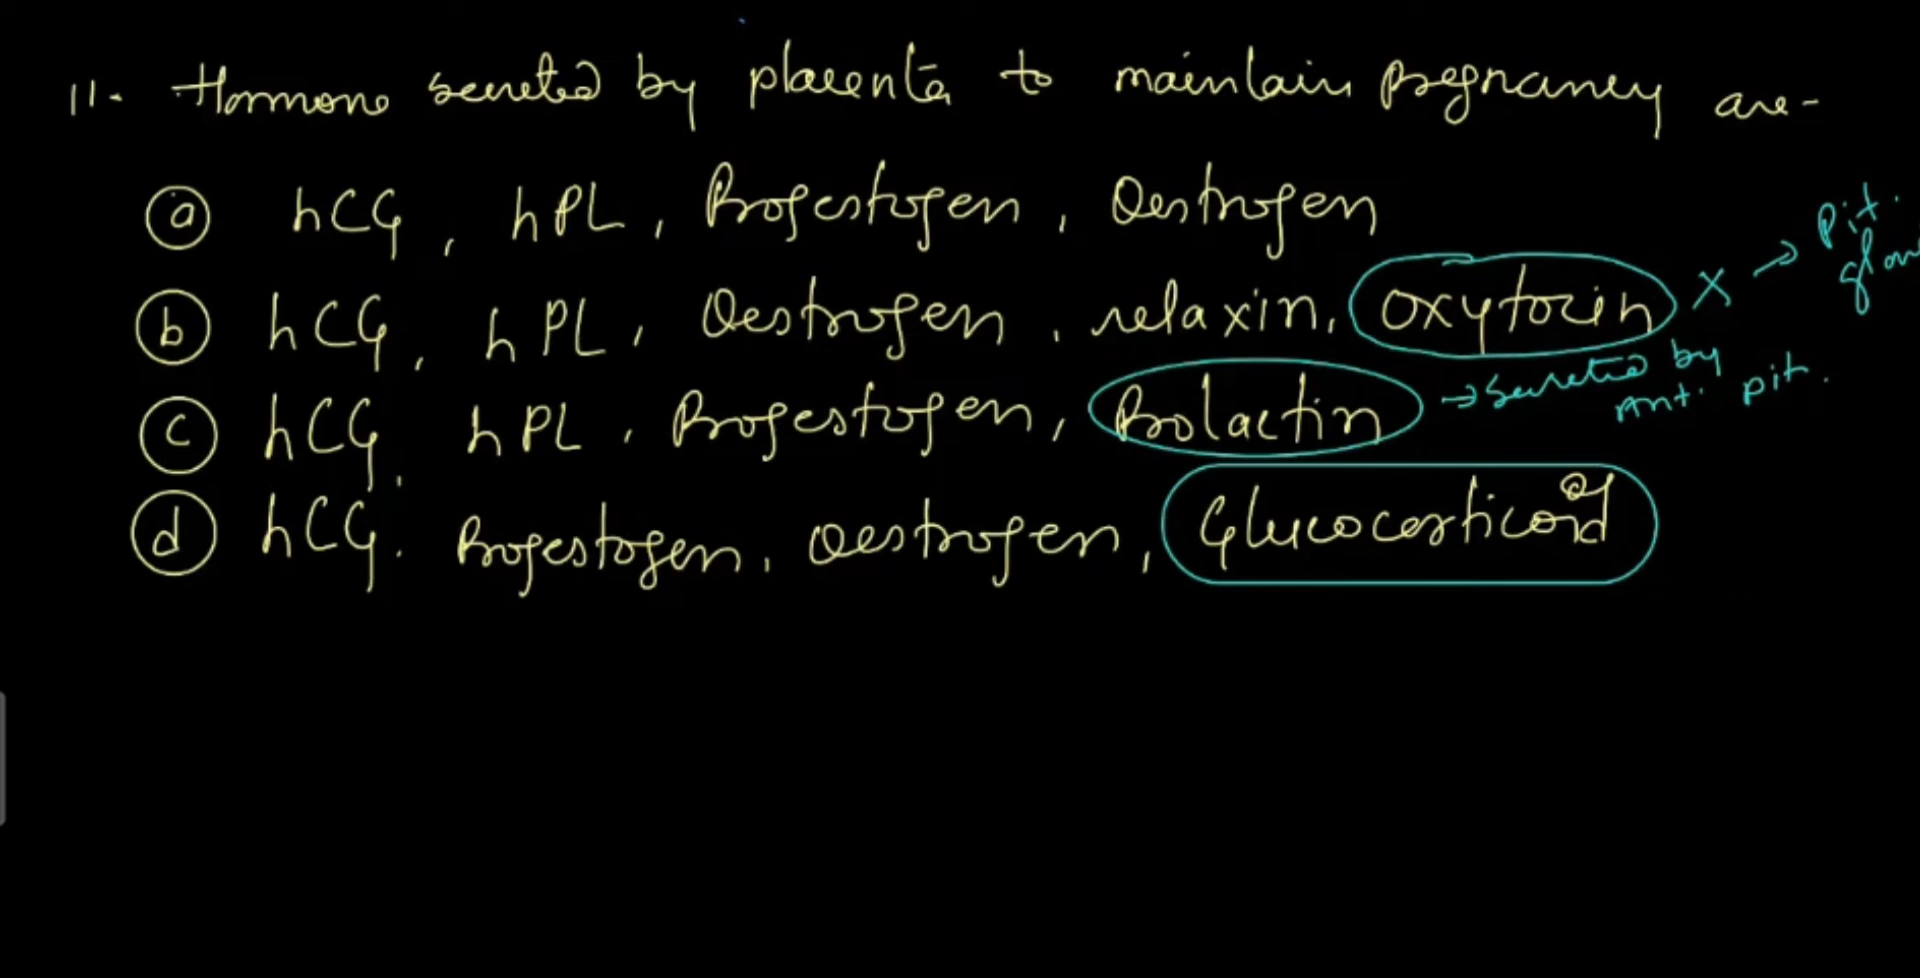 11. Hormone secreted by placenta to maintain pregnancy are-
a hCG, hPL, Progestogen, Oestrogen
b hCG, hPL, Oestrogen, relaxin, oxytocin X → Pit.
c hCG, hPL, Progestogen, Prolactin → Secreted by Ant. pit.
d hCG. Progestogen, oestrogen, Glucocorticoid